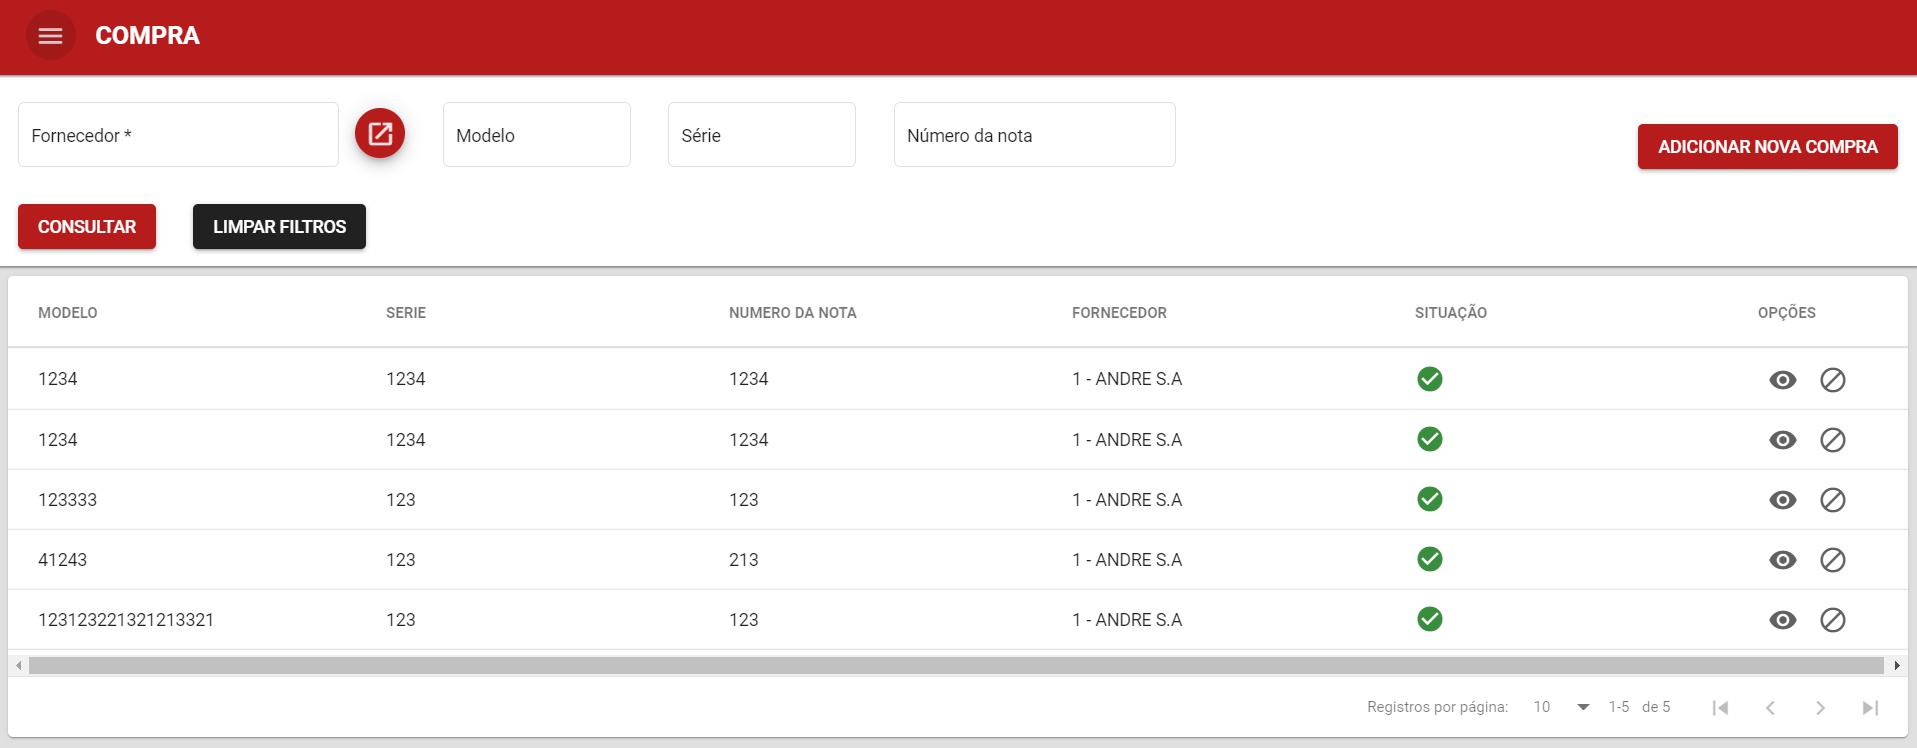 COMPRA
Fornecedor *
Modelo
Série
Número da nota
ADICIONAR NOVA COMPRA
CONSULTAR
LIMPAR FILTROS
MODELO SERIE NUMERO DA NOTA FORNECEDOR SITUAÇÃO OPÇÕES
1234 1234 1234 1 - ANDRE S.A
1234 1234 1234 1 - ANDRE S.A
123333 123 123 1 - ANDRE S.A
41243 123 213 1 - ANDRE S.A
123123221321213321 123 123 1 - ANDRE S.A
Registros por página: 10 1-5 de 5